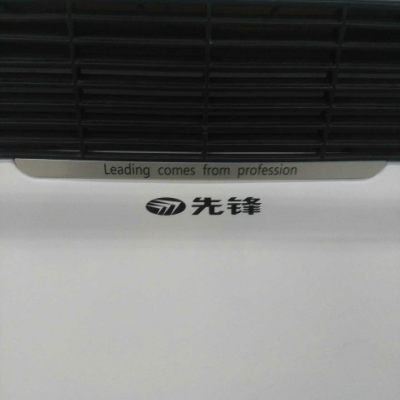 Leading comes from profession
先锋